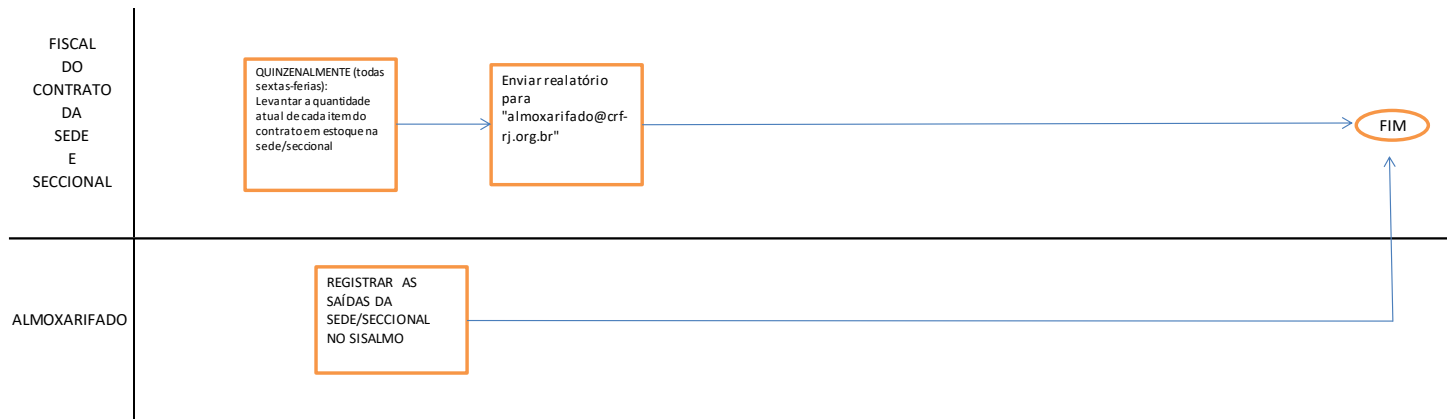 FISCAL
DO
CONTRATO
DA
SEDE
E
SECCIONAL
QUINZENALMENTE (todas
sextas-ferias):
Levantar a quantidade
atual de cada item do
contrato em estoque na
sede/seccional
Enviar realatório
para
"almoxarifado@crf-
rj.org.br"
FIM
ALMOXARIFADO
REGISTRAR AS
SAÍDAS DA
SEDE/SECCIONAL
NO SISALMO